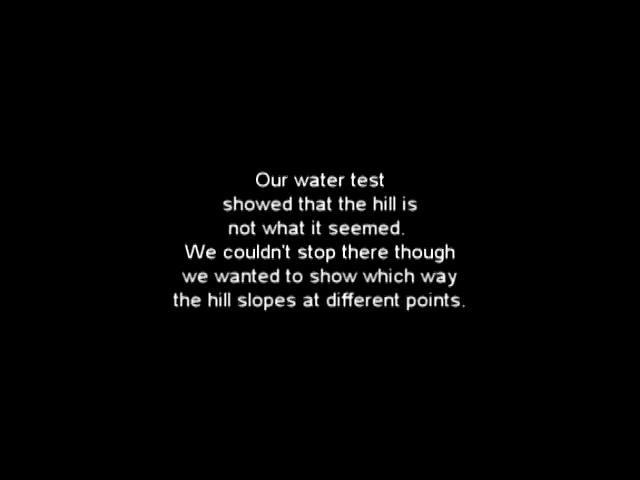 Our water test
showed that the hill is
not what it seemed.
We couldn't stop there though
we wanted to show which way
the hill slopes at different points.